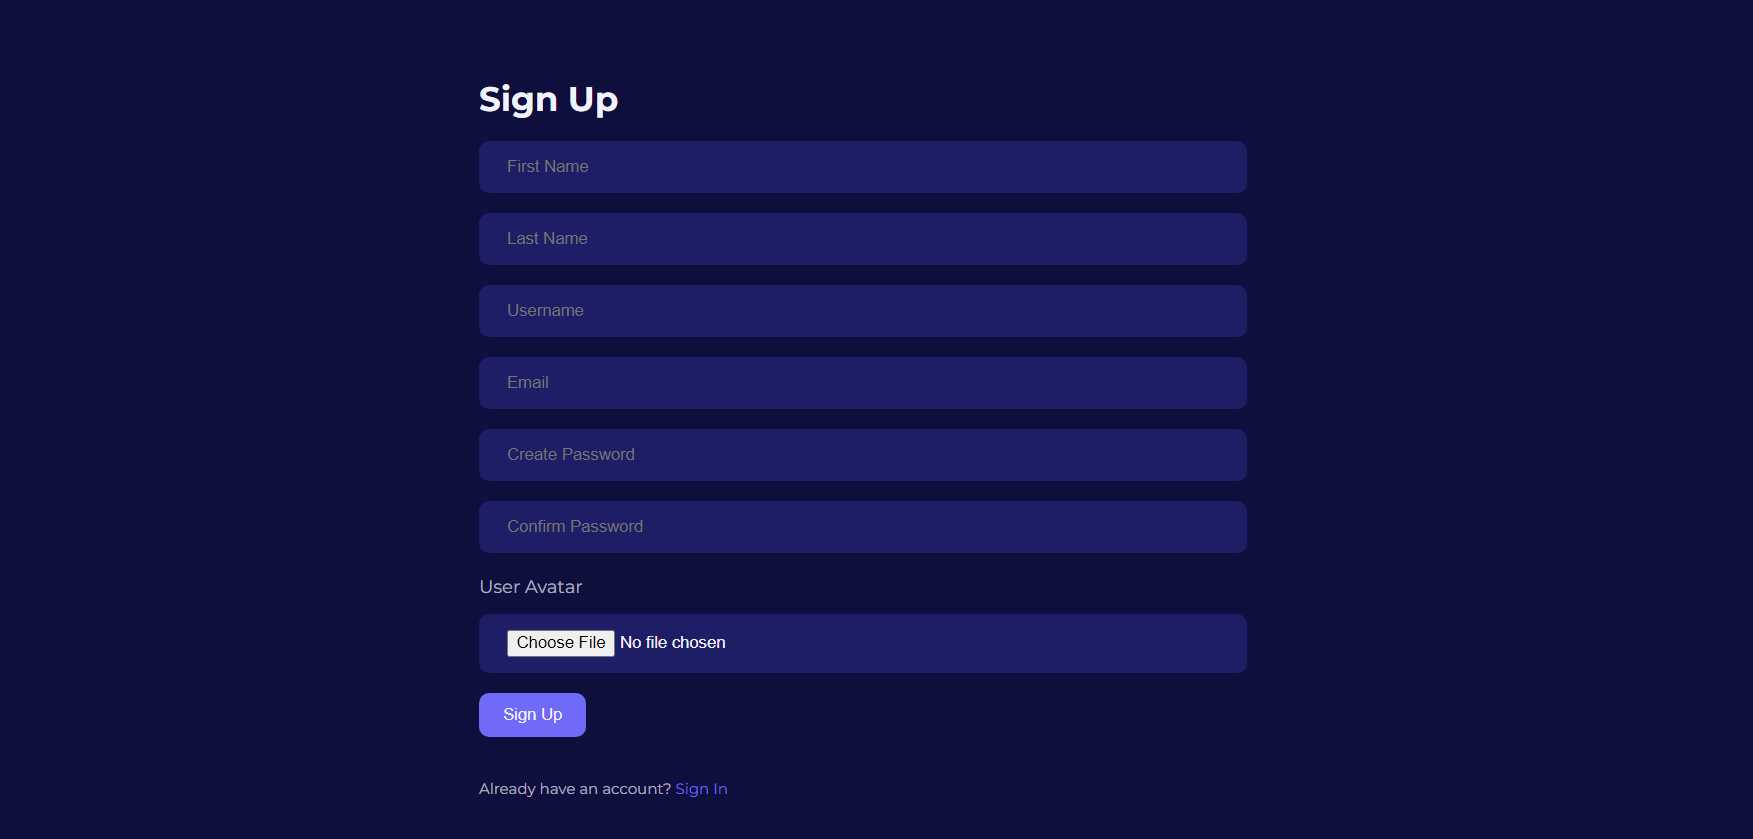 Sign Up
First Name
Last Name
Username
Email
Create Password
Confirm Password
User Avatar
Choose File No file chosen
Sign Up
Already have an account? Sign In